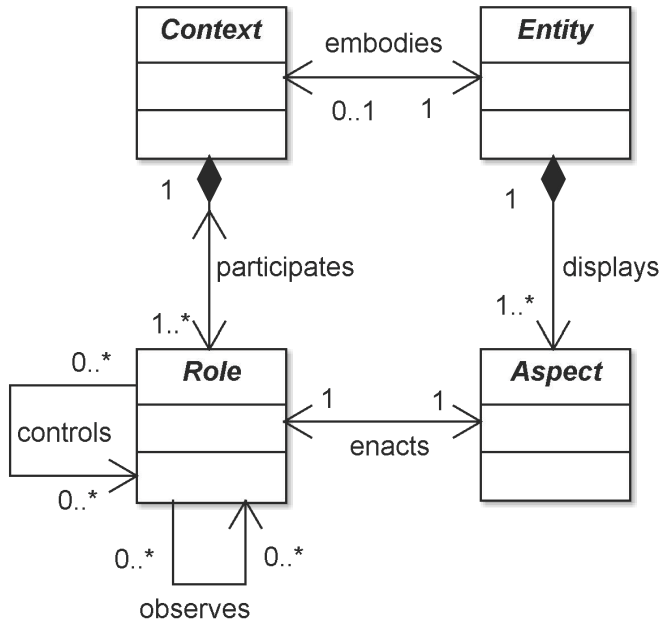 Context
Entity
embodies
0..1
1
1
1
participates
displays
1..*
1..*
0..*
Role
Aspect
1
1
controls
enacts
0..*
0..*
0..*
observes